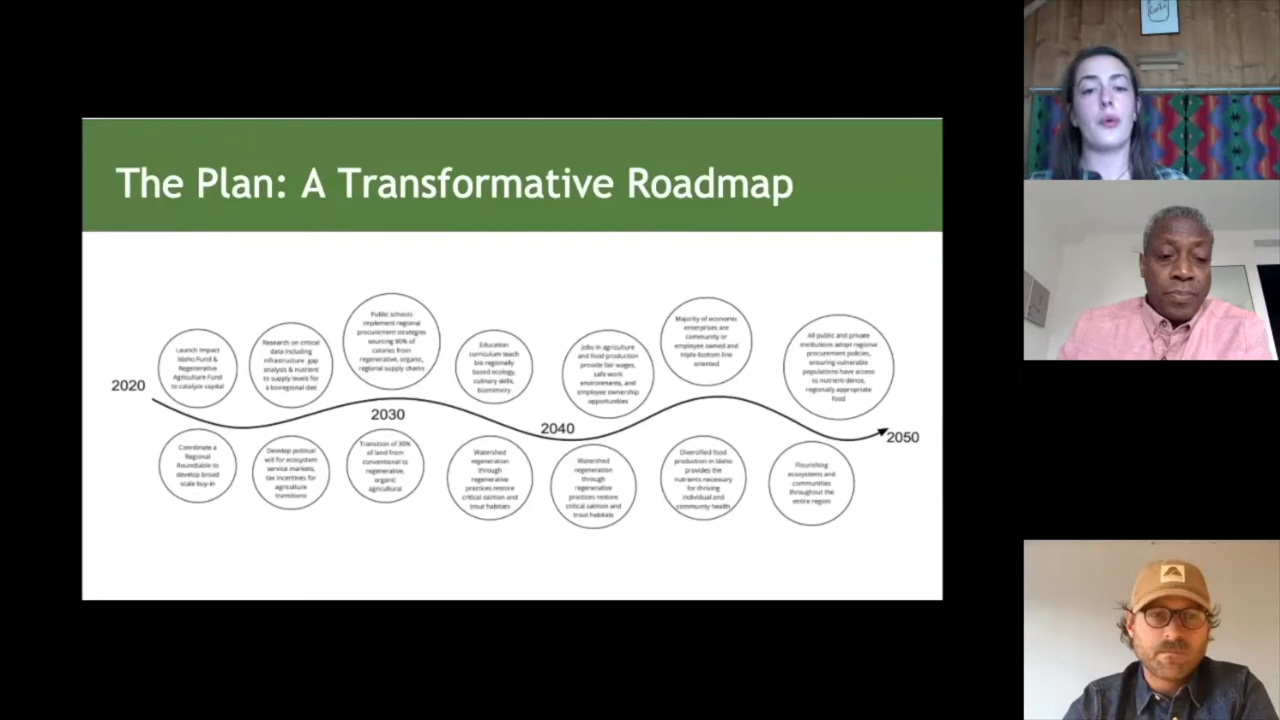 The Plan: A Transformative Roadmap
2020
Launch Impact
Idaho Fund &
Regenerative
Agriculture Fund
to catalyze capital
Research on critical
data including
infrastructure gap
analysis & nutrient
to supply levels for
a bioregional diet
Public schools
implement regional
procurement strategies
sourcing 90% of
calories from
regenerative, organic,
regional supply chains
Education
curriculum teach
bio regionally
based ecology,
culinary skills,
biomimicry
Jobs in agriculture
and food production
provide fair wages,
safe work
environments, and
employee ownership
opportunities
Majority of economic
enterprises are
community or
employee owned and
triple-bottom line
oriented
All public and private
institutions adopt regional
procurement policies,
ensuring vulnerable
populations have access
to nutrient-dense,
regionally appropriate
food
2030
2040
2050
Coordinate a
Regional
Roundtable to
develop broad
scale buy-in
Develop political
will for ecosystem
service markets,
tax incentives for
agriculture
transitions
Transition of 30%
of land from
conventional to
regenerative,
organic
agricultural
Watershed
regeneration
through
regenerative
practices restore
critical salmon and
trout habitats
Watershed
regeneration
through
regenerative
practices restore
critical salmon and
trout habitats
Diversified food
production in Idaho
provides the
nutrients necessary
for thriving
individual and
community health
Flourishing
ecosystems and
communities
throughout the
entire region